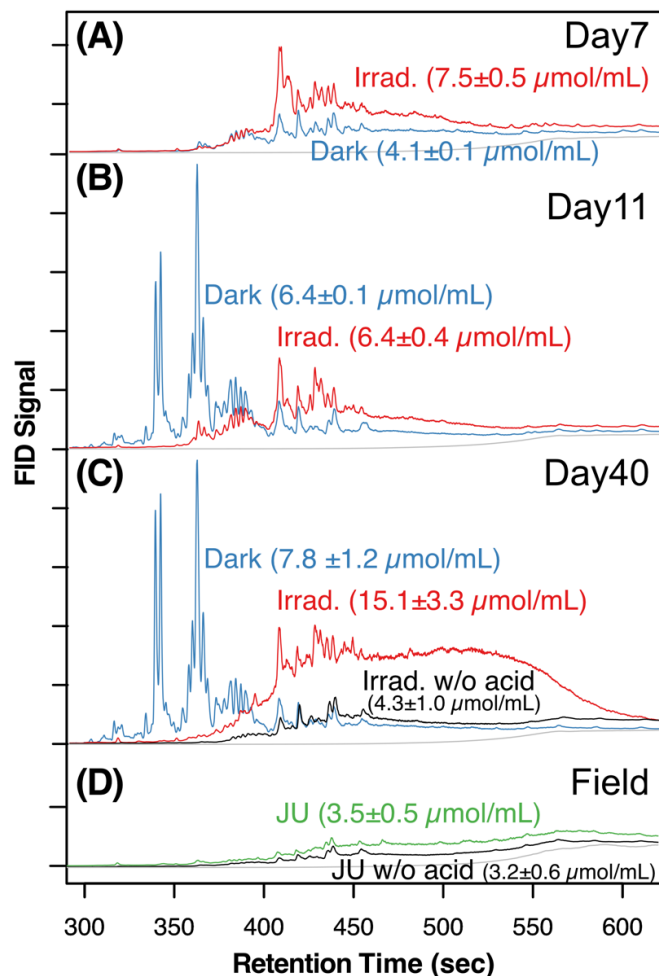 (A)
Day7
Irrad. (7.5±0.5 µmol/mL)
Dark (4.1±0.1 µmol/mL)
(B)
Day11
Dark (6.4±0.1 µmol/mL)
Irrad. (6.4±0.4 µmol/mL)
FID Signal
(C)
Day40
Dark (7.8 ±1.2 µmol/mL)
Irrad. (15.1±3.3 µmol/mL)
Irrad. w/o acid
(4.3±1.0 µmol/mL)
(D)
Field
JU (3.5±0.5 µmol/mL)
JU w/o acid (3.2±0.6 µmol/mL)
300 350 400 450 500 550 600
Retention Time (sec)